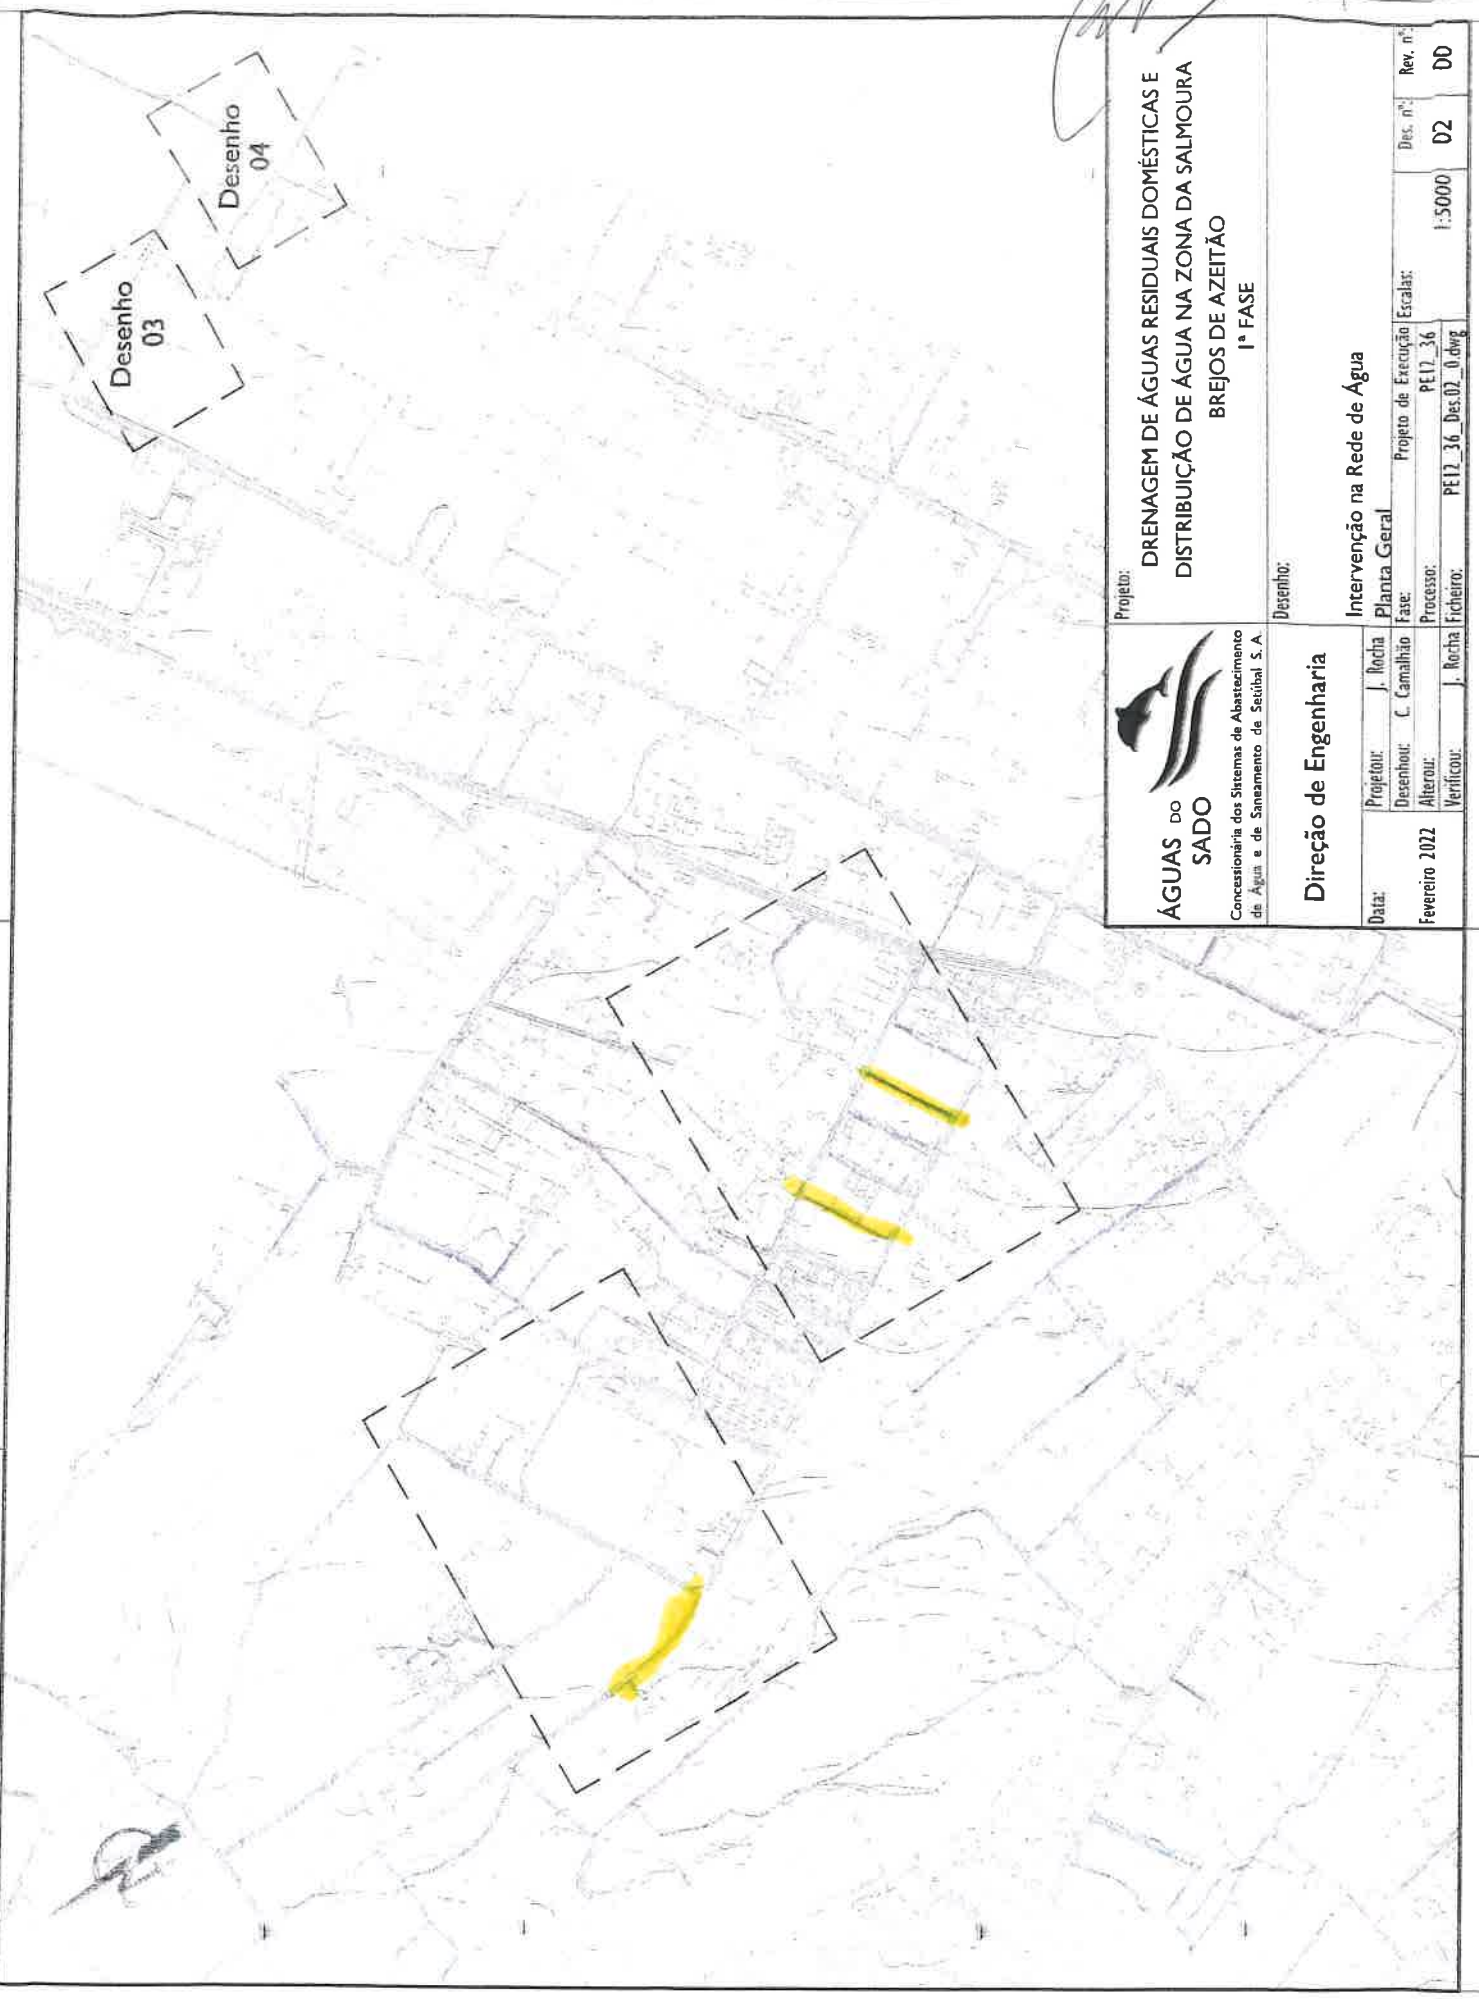 Desenho
03
Desenho
04
ÁGUAS DO
SADO
Concessionária dos Sistemas de Abastecimento
de Água e de Saneamento de Setúbal S. A.
Direção de Engenharia
Projeto:
DRENAGEM DE ÁGUAS RESIDUAIS DOMÉSTICAS E
DISTRIBUIÇÃO DE ÁGUA NA ZONA DA SALMOURA
BREJOS DE AZEITÃO
1ª FASE
Desenho:
Intervenção na Rede de Água
Planta Geral
Data:
Fevereiro 2022
Projetou: J. Rocha
Desenhou: C. Camalhão
Alterou:
Verificou: J. Rocha
Fase: Projeto de Execução
Processo: PE12_36
Ficheiro: PE12_36_Des.02_0.dwg
Escalas:
1:5000
Des. nº:
02
Rev. nº:
00